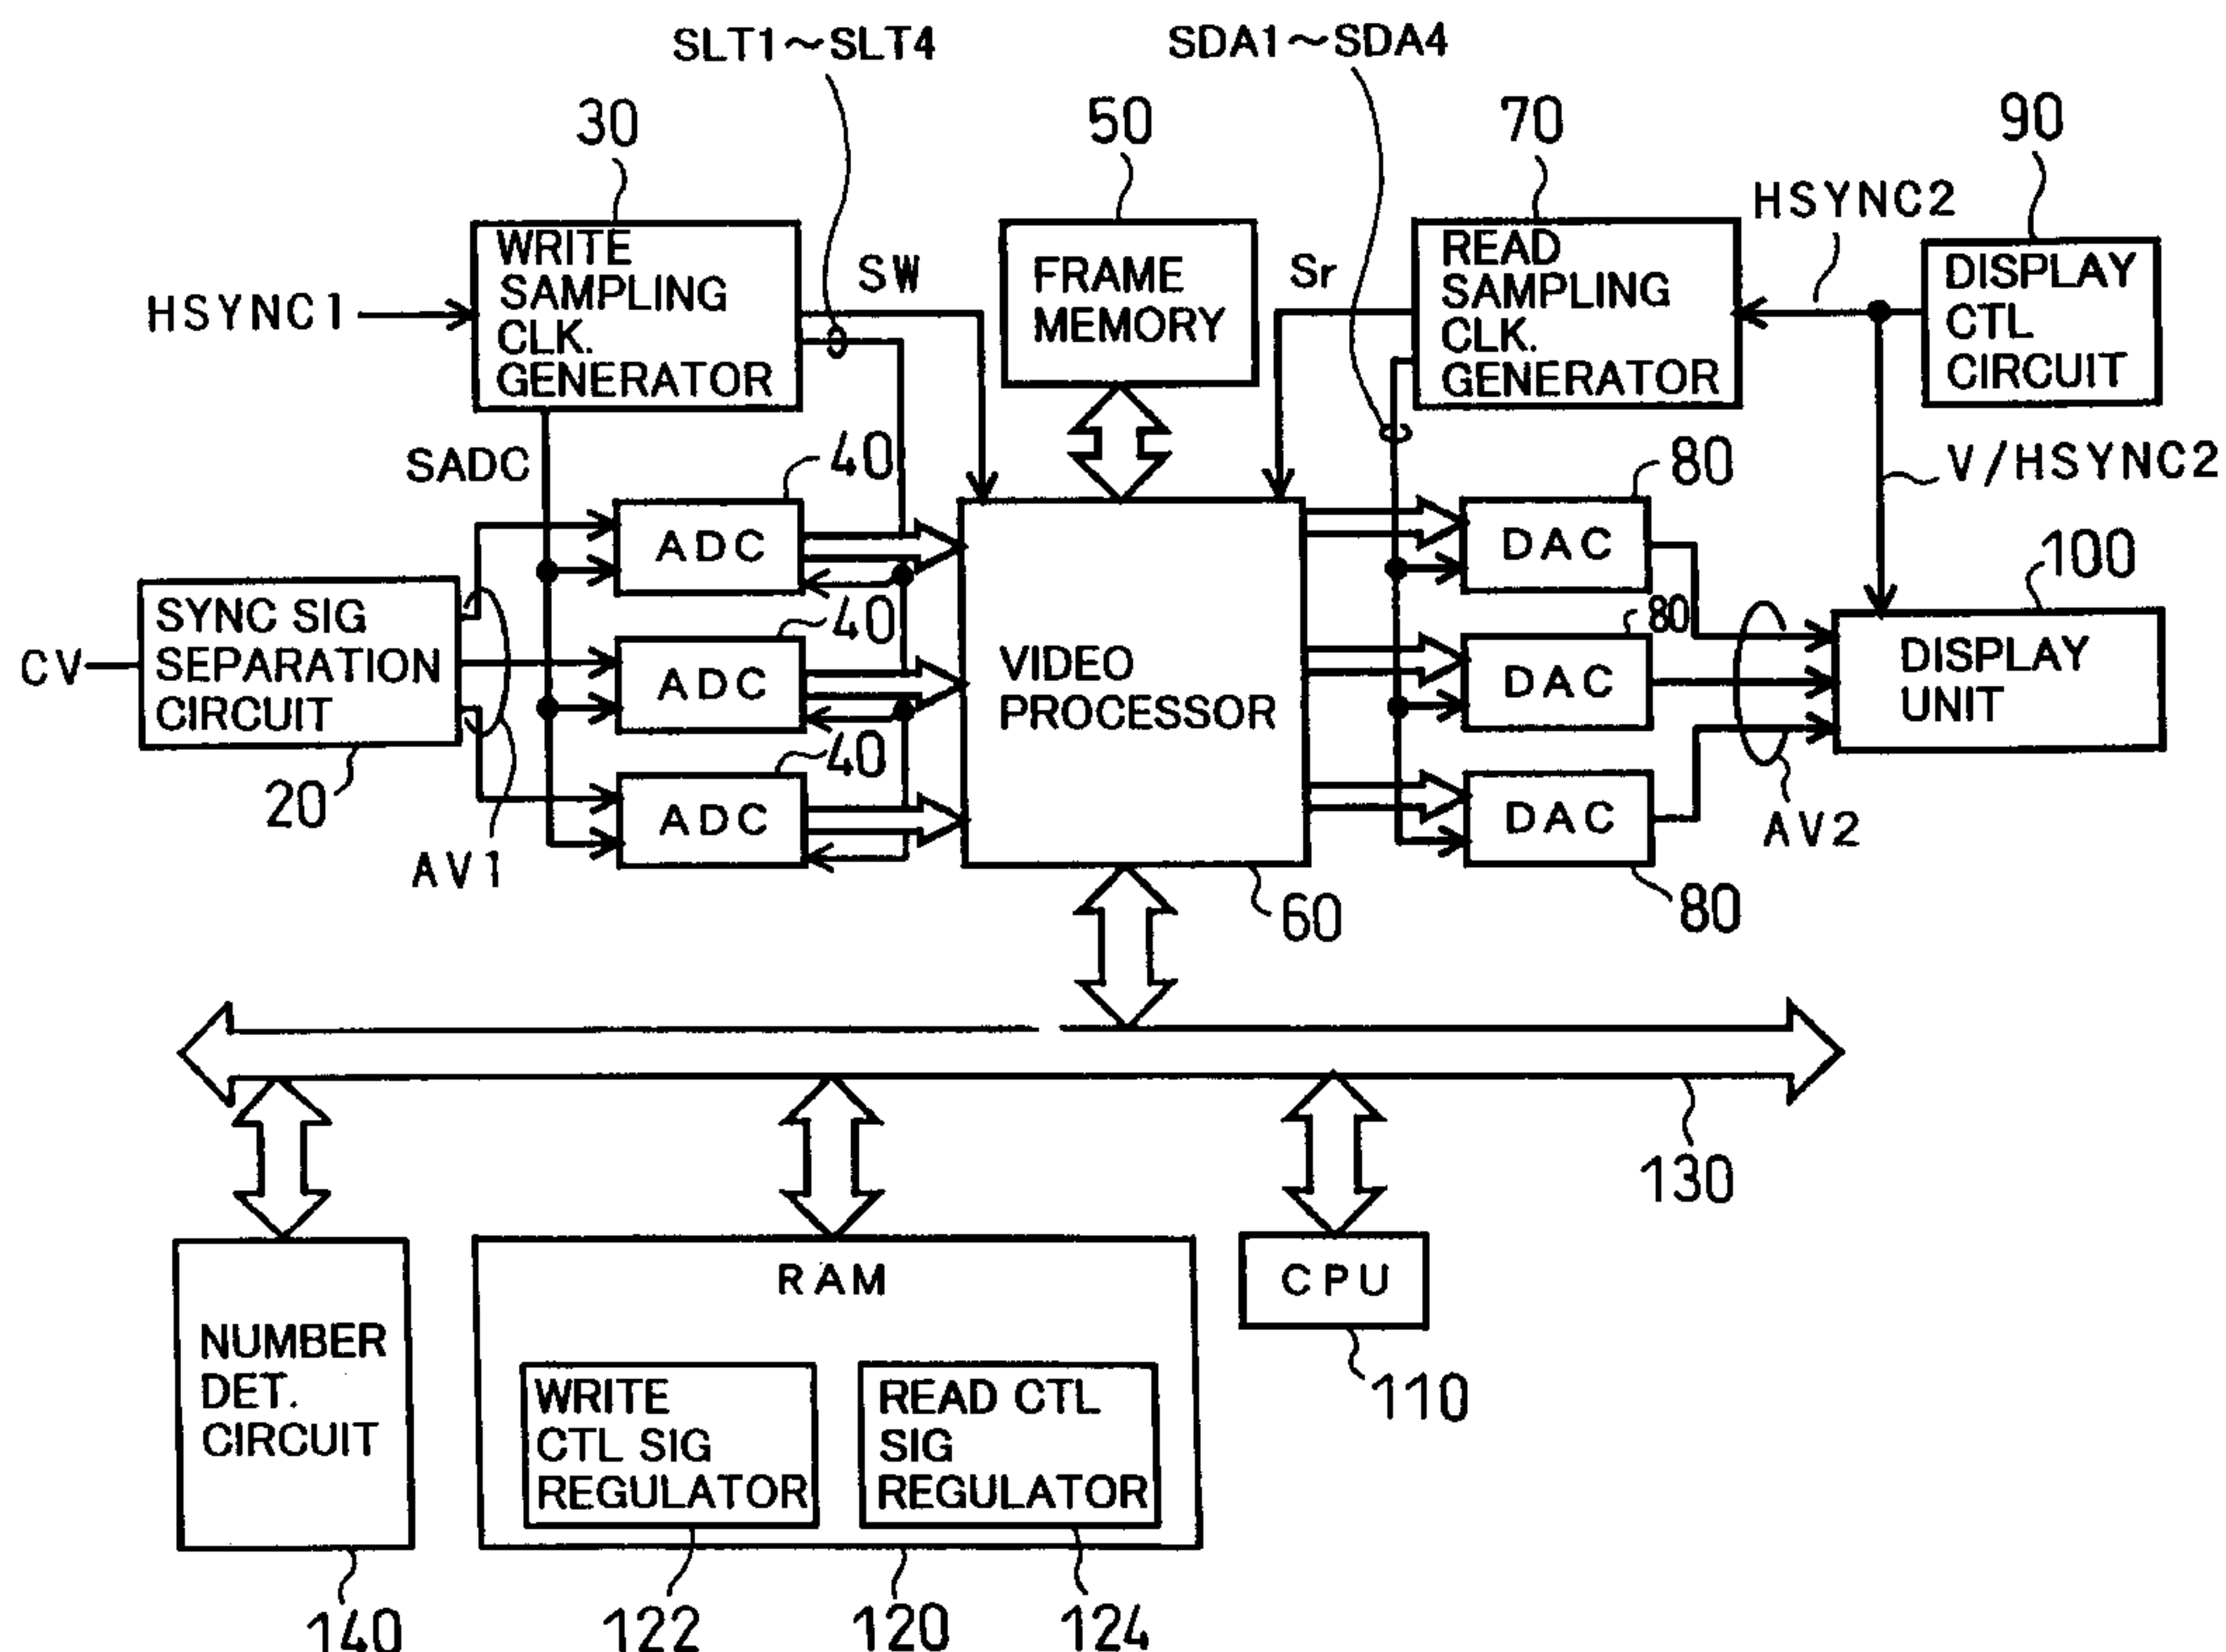 SLT1~SLT4
SDA1~SDA4
30
50
70
90
HSYNC2
WRITE
SAMPLING
CLK.
GENERATOR
SW
FRAME
MEMORY
Sr
READ
SAMPLING
CLK.
GENERATOR
DISPLAY
CTL
CIRCUIT
HSYNC1
SADC
40
80
V/HSYNC2
ADC
DAC
100
SYNC SIG
SEPARATION
CIRCUIT
CV
40
80
ADC
VIDEO
PROCESSOR
DAC
DISPLAY
UNIT
20
40
ADC
DAC
AV1
AV2
60
80
130
RAM
CPU
NUMBER
DET.
CIRCUIT
WRITE
CTL SIG
REGULATOR
READ CTL
SIG
REGULATOR
110
140
122
120
124